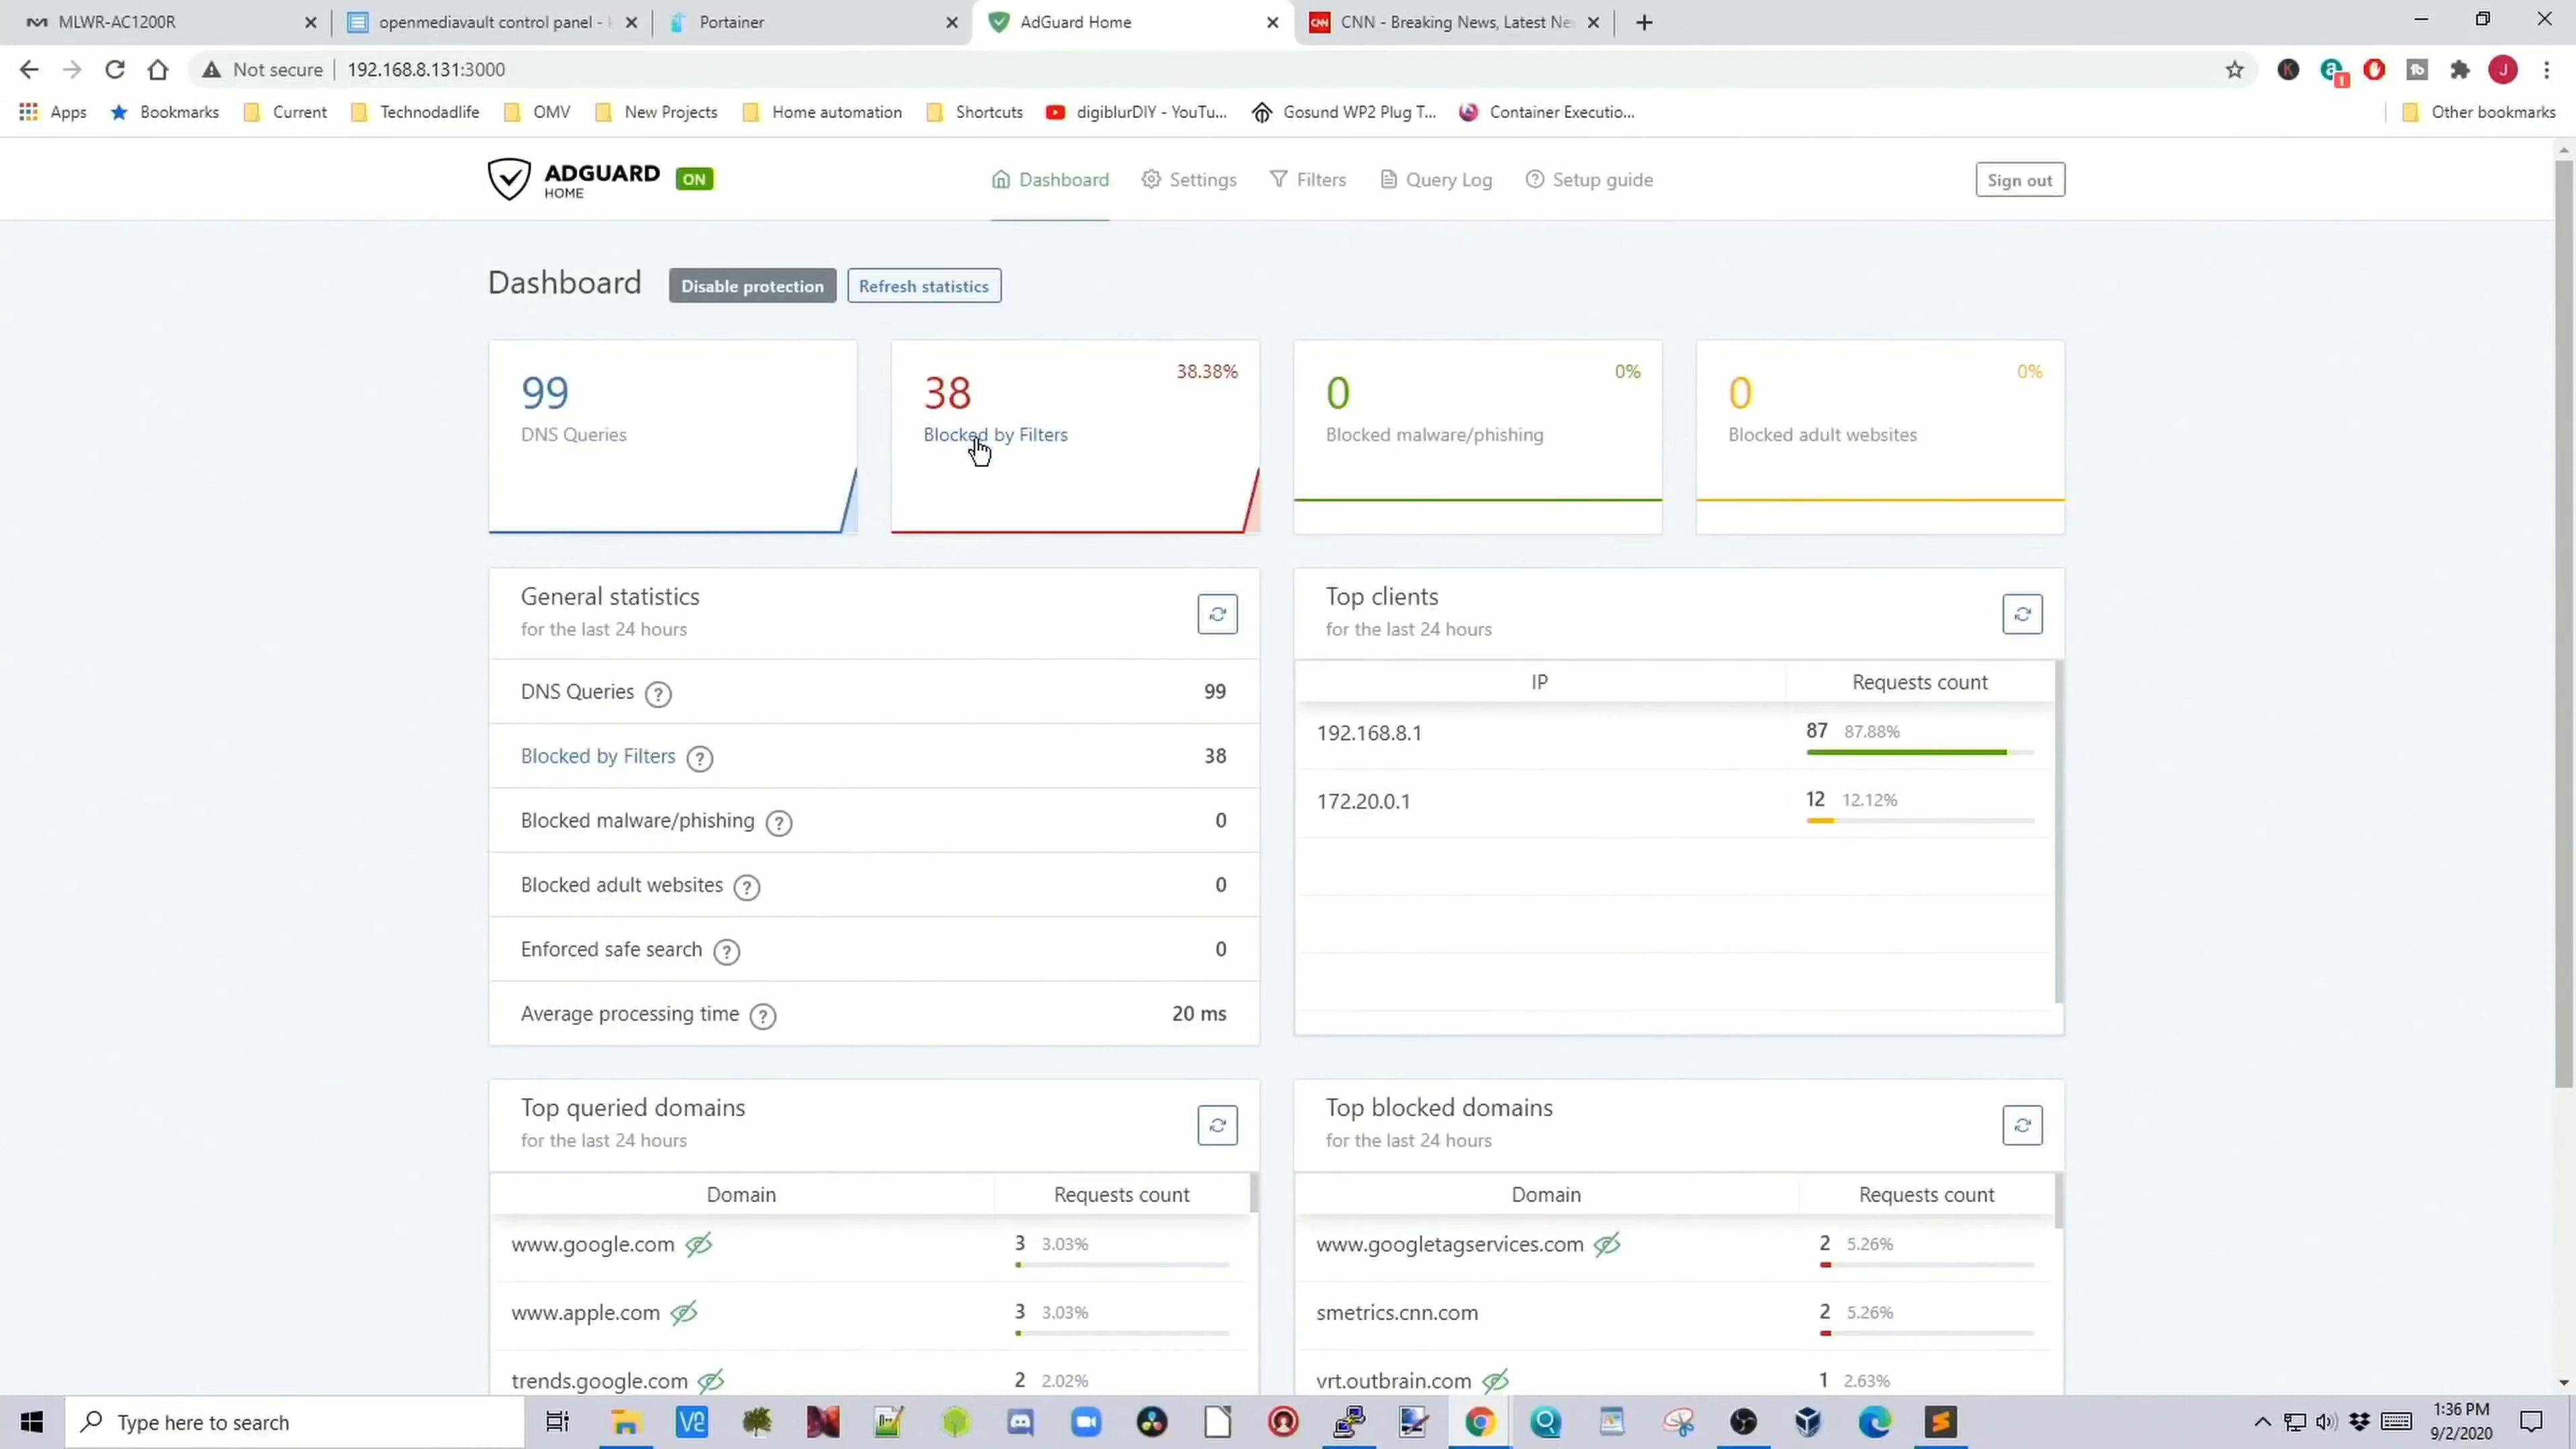 MLWR-AC1200R
openmediavault control panel -
Portainer
AdGuard Home
CNN - Breaking News, Latest Ne
Not secure
192.168.8.131:3000
Apps
Bookmarks
Current
Technodadlife
OMV
New Projects
Home automation
Shortcuts
digiblurDIY - YouTu...
Gosund WP2 Plug T...
Container Executio...
Other bookmarks
ADGUARD
HOME
ON
Dashboard
Settings
Filters
Query Log
Setup guide
Sign out
Dashboard
Disable protection
Refresh statistics
99
DNS Queries
38
38.38%
Blocked by Filters
0
0%
Blocked malware/phishing
0
0%
Blocked adult websites
General statistics
for the last 24 hours
DNS Queries ? 99
Blocked by Filters ? 38
Blocked malware/phishing ? 0
Blocked adult websites ? 0
Enforced safe search ? 0
Average processing time ? 20 ms
Top clients
for the last 24 hours
IP Requests count
192.168.8.1 87 87.88%
172.20.0.1 12 12.12%
Top queried domains
for the last 24 hours
Domain Requests count
www.google.com 3 3.03%
www.apple.com 3 3.03%
trends.google.com 2 2.02%
Top blocked domains
for the last 24 hours
Domain Requests count
www.googletagservices.com 2 5.26%
smetrics.cnn.com 2 5.26%
vrt.outbrain.com 1 2.63%
Type here to search
1:36 PM
9/2/2020